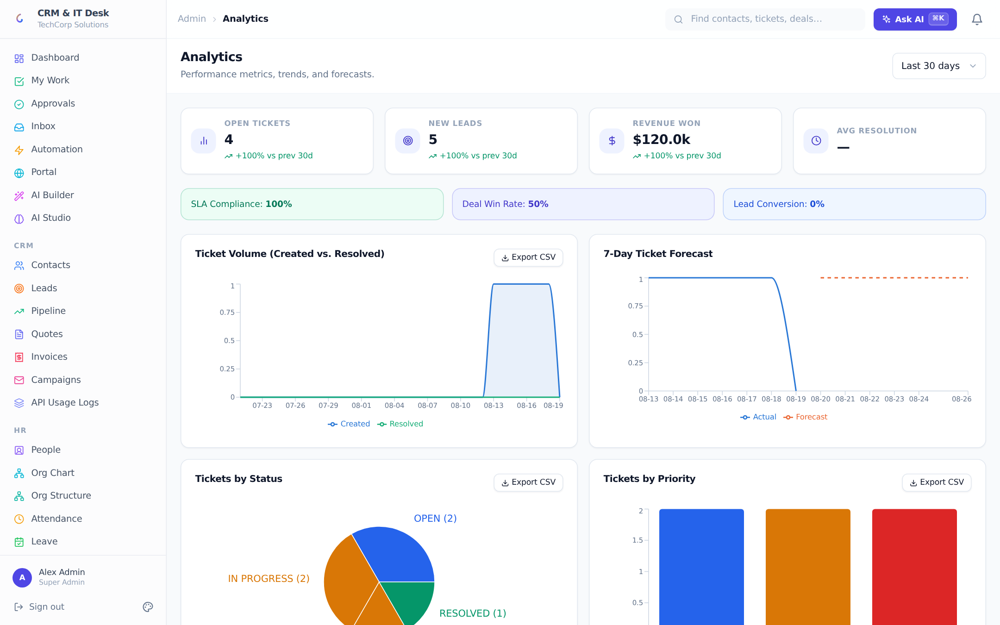 CRM & IT Desk
TechCorp Solutions
Dashboard
My Work
Approvals
Inbox
Automation
Portal
AI Builder
AI Studio
CRM
Contacts
Leads
Pipeline
Quotes
Invoices
Campaigns
API Usage Logs
HR
People
Org Chart
Org Structure
Attendance
Leave
A
Alex Admin
Super Admin
Sign out
Admin > Analytics
Find contacts, tickets, deals...
Ask AI ⌘K
Analytics
Performance metrics, trends, and forecasts.
Last 30 days
OPEN TICKETS
4
+100% vs prev 30d
NEW LEADS
5
+100% vs prev 30d
REVENUE WON
$120.0k
+100% vs prev 30d
AVG RESOLUTION
—
SLA Compliance: 100%
Deal Win Rate: 50%
Lead Conversion: 0%
Ticket Volume (Created vs. Resolved)
Export CSV
1
0.75
0.5
0.25
0
07-23 07-26 07-29 08-01 08-04 08-07 08-10 08-13 08-16 08-19
Created Resolved
7-Day Ticket Forecast
1
0.75
0.5
0.25
0
08-13 08-14 08-15 08-16 08-17 08-18 08-19 08-20 08-21 08-22 08-23 08-24 08-26
Actual Forecast
Tickets by Status
Export CSV
OPEN (2)
IN PROGRESS (2)
RESOLVED (1)
Tickets by Priority
Export CSV
2
1.5
1
0.5